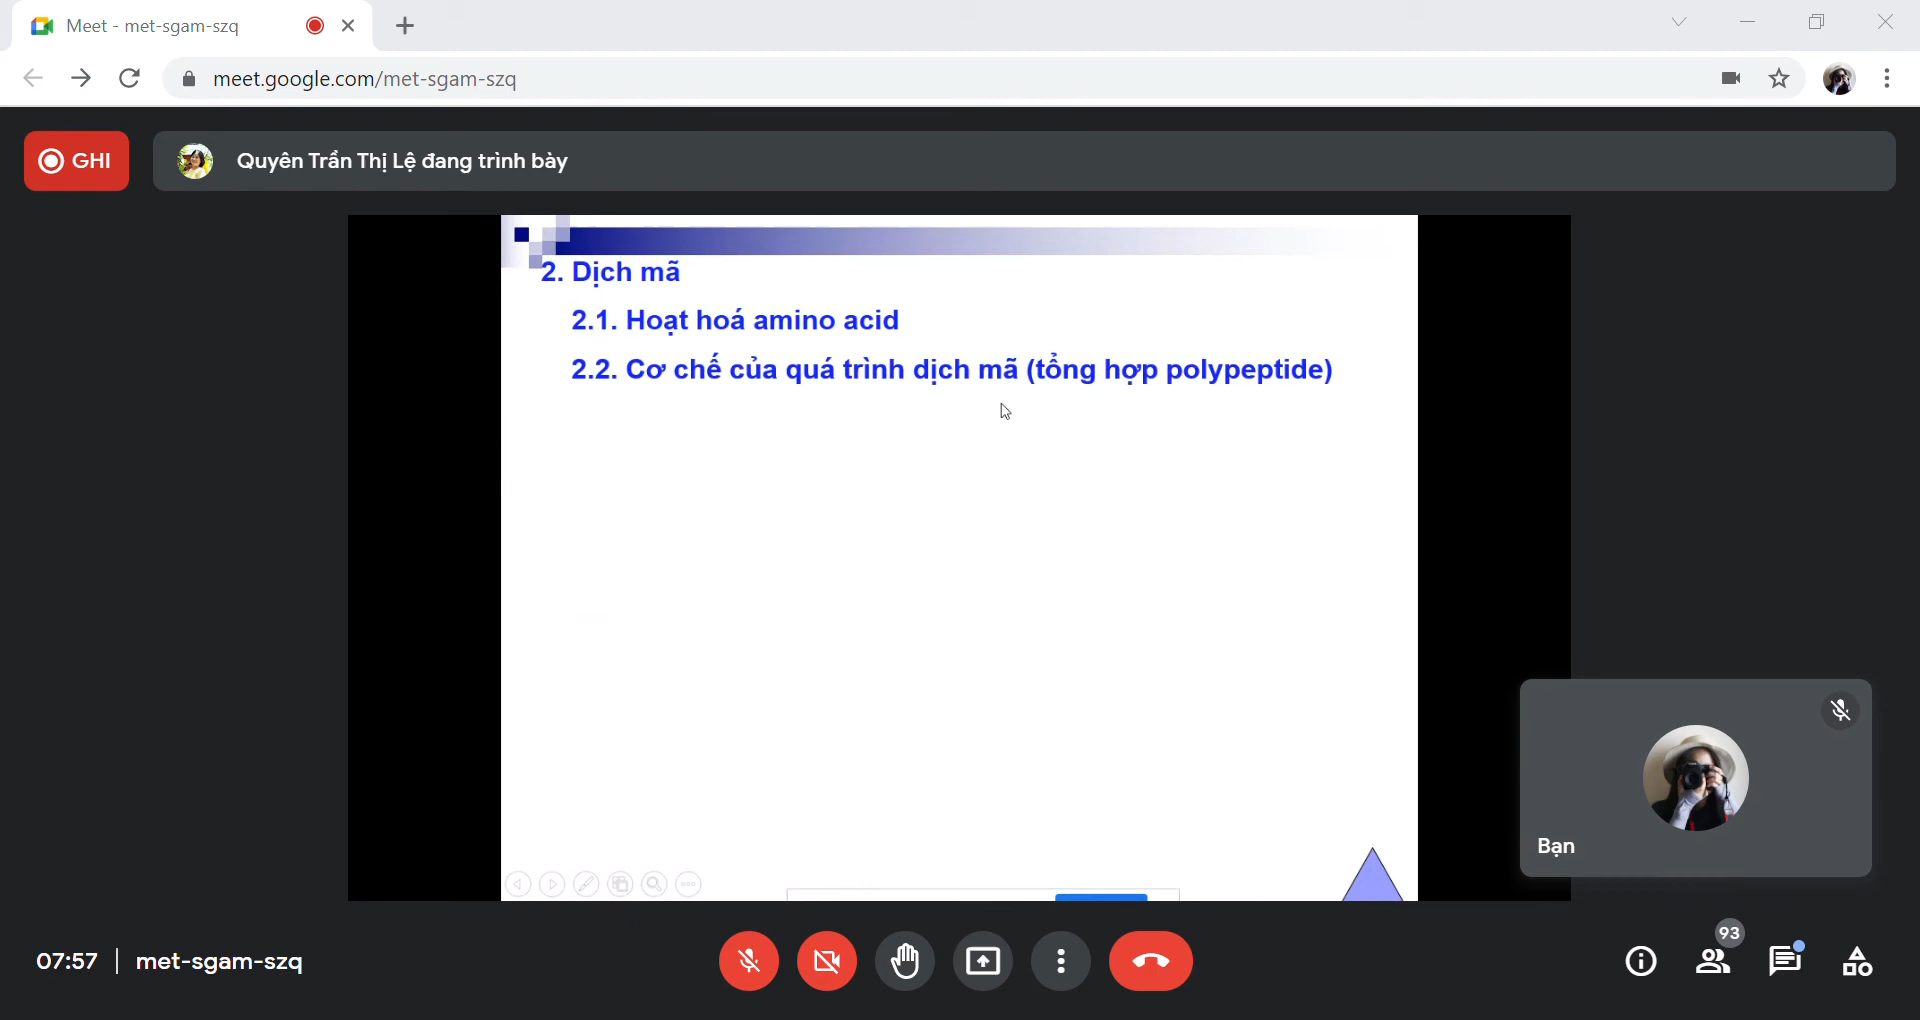 Meet - met-sgam-szq
meet.google.com/met-sgam-szq
GHI
Quyên Trần Thị Lệ đang trình bày
2. Dịch mã
2.1. Hoạt hoá amino acid
2.2. Cơ chế của quá trình dịch mã (tổng hợp polypeptide)
Bạn
93
07:57
met-sgam-szq